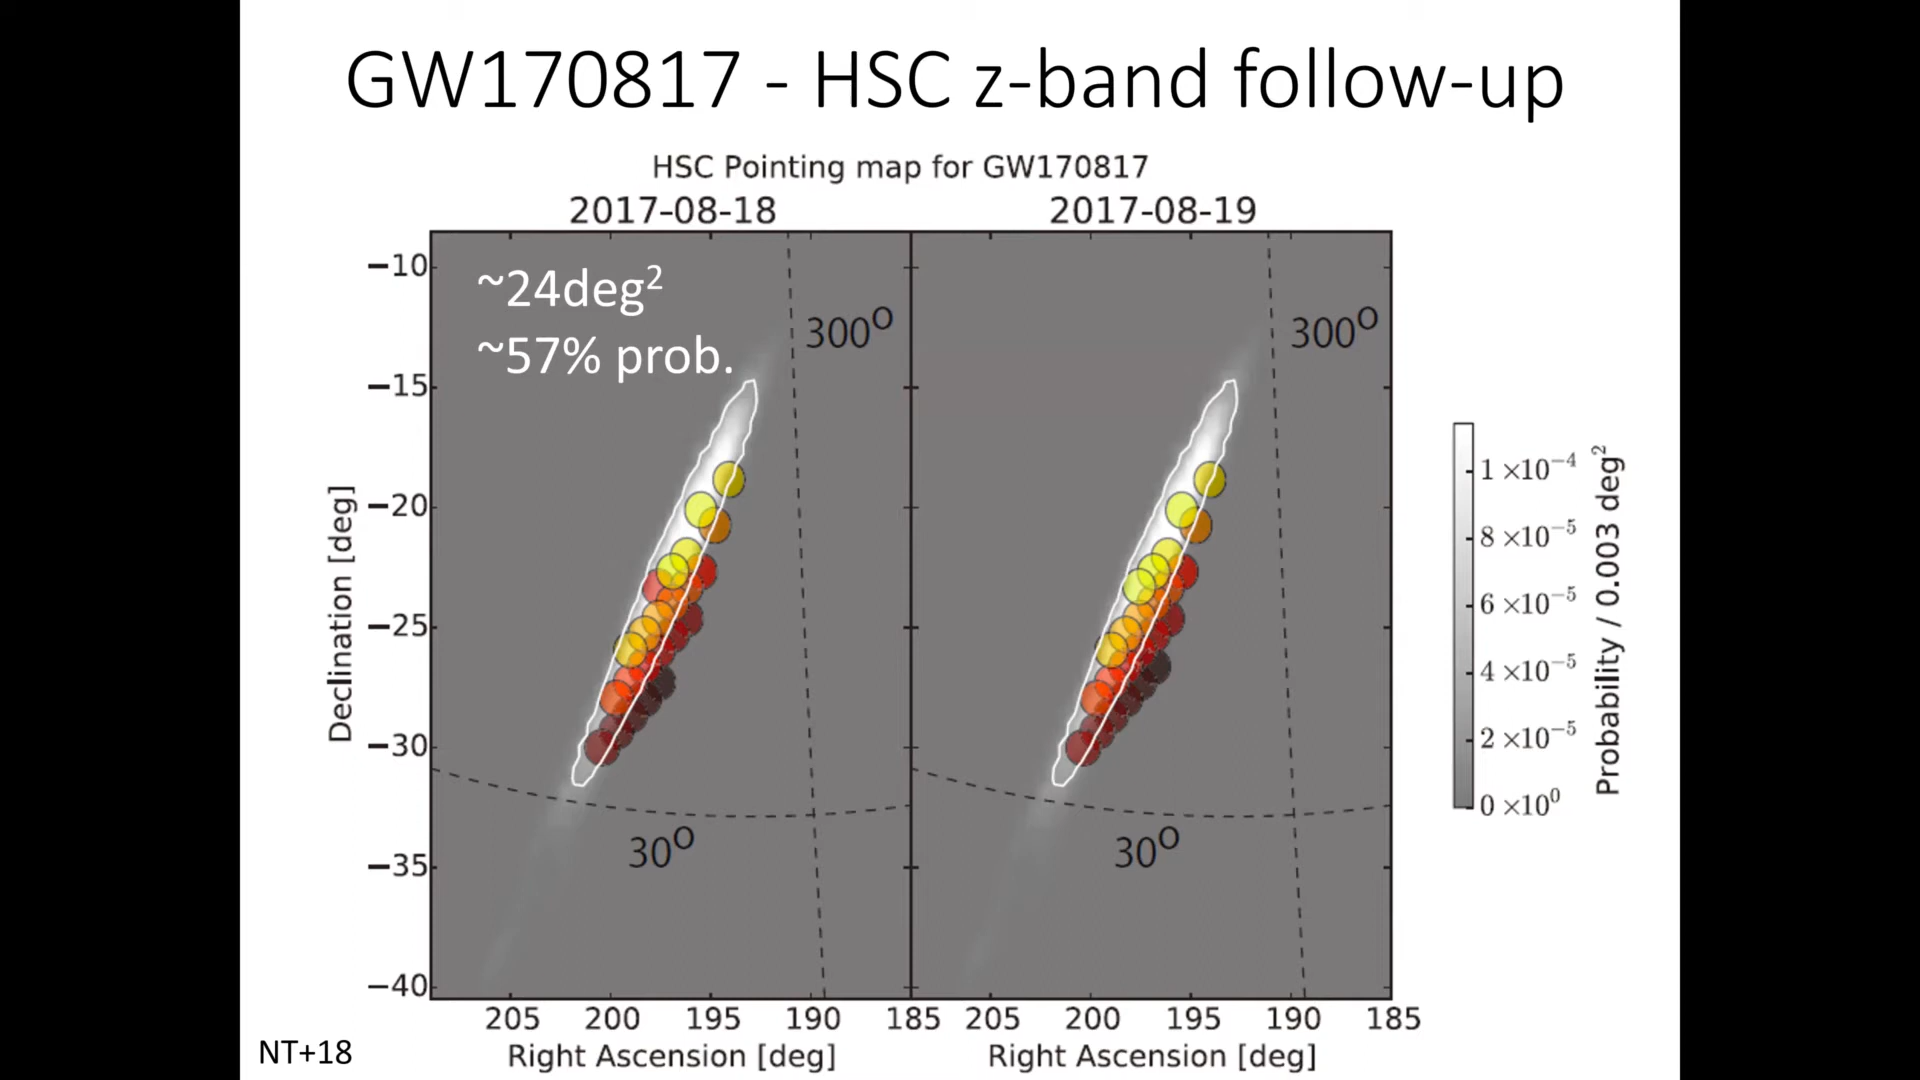 GW170817 - HSC z-band follow-up
HSC Pointing map for GW170817
2017-08-18
2017-08-19
~24deg²
~57% prob.
300⁰
300⁰
30⁰
30⁰
Declination [deg]
−10
−15
−20
−25
−30
−35
−40
205 200 195 190 185
205 200 195 190 185
Right Ascension [deg]
Right Ascension [deg]
1 ×10⁻⁴
8 ×10⁻⁵
6 ×10⁻⁵
4 ×10⁻⁵
2 ×10⁻⁵
0 ×10⁰
Probability / 0.003 deg²
NT+18